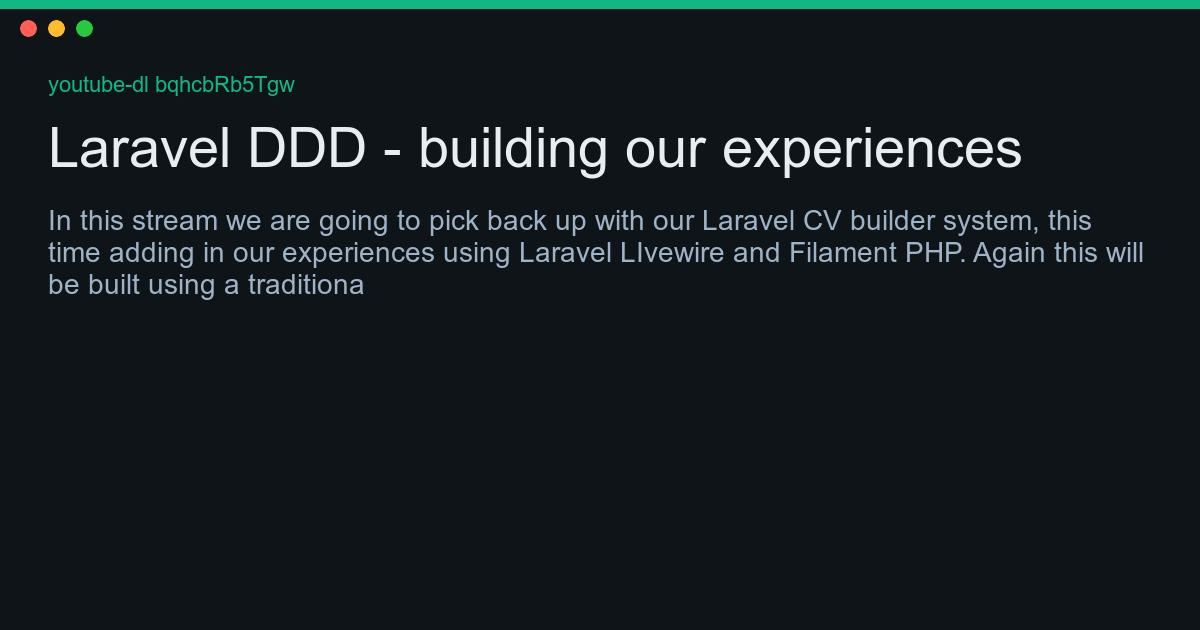 youtube-dl bqhcbRb5Tgw
Laravel DDD - building our experiences
In this stream we are going to pick back up with our Laravel CV builder system, this
time adding in our experiences using Laravel LIvewire and Filament PHP. Again this will
be built using a traditiona